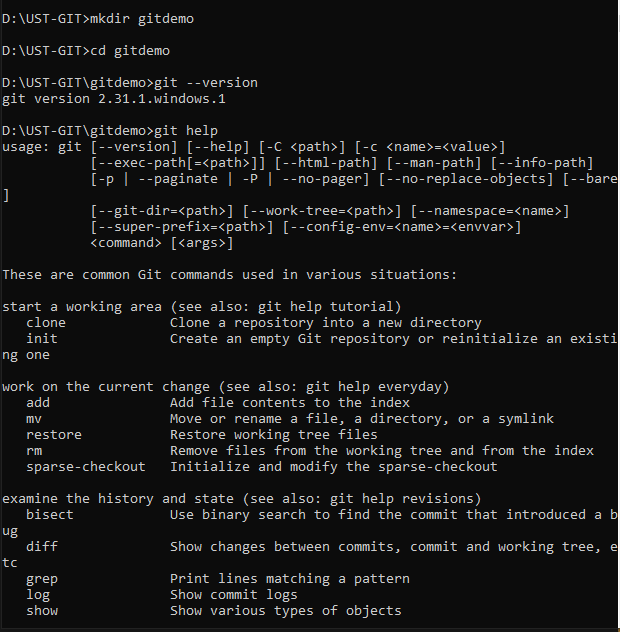 D:\UST-GIT>mkdir gitdemo
D:\UST-GIT>cd gitdemo
D:\UST-GIT\gitdemo>git --version
git version 2.31.1.windows.1
D:\UST-GIT\gitdemo>git help
usage: git [--version] [--help] [-C <path>] [-c <name>=<value>]
           [--exec-path[=<path>]] [--html-path] [--man-path] [--info-path]
           [-p | --paginate | -P | --no-pager] [--no-replace-objects] [--bare
]
           [--git-dir=<path>] [--work-tree=<path>] [--namespace=<name>]
           [--super-prefix=<path>] [--config-env=<name>=<envvar>]
           <command> [<args>]
These are common Git commands used in various situations:
start a working area (see also: git help tutorial)
   clone             Clone a repository into a new directory
   init              Create an empty Git repository or reinitialize an existi
ng one
work on the current change (see also: git help everyday)
   add               Add file contents to the index
   mv                Move or rename a file, a directory, or a symlink
   restore           Restore working tree files
   rm                Remove files from the working tree and from the index
   sparse-checkout   Initialize and modify the sparse-checkout
examine the history and state (see also: git help revisions)
   bisect            Use binary search to find the commit that introduced a b
ug
   diff              Show changes between commits, commit and working tree, e
tc
   grep              Print lines matching a pattern
   log               Show commit logs
   show              Show various types of objects